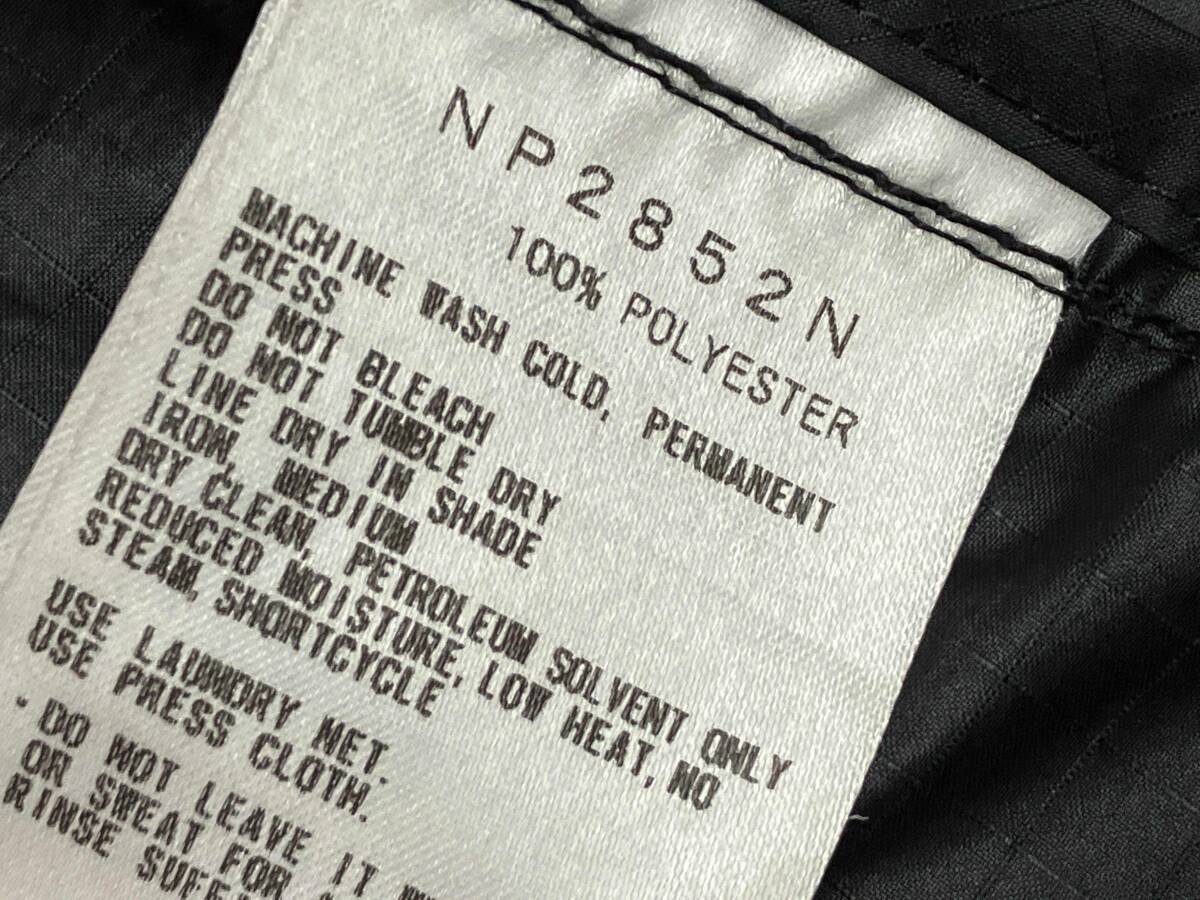 NP2852N
100% POLYESTER
MACHINE WASH COLD, PERMANENT
PRESS
DO NOT BLEACH
DO NOT TUMBLE DRY
LINE DRY IN SHADE
IRON, MEDIUM
DRY CLEAN, PETROLEUM SOLVENT ONLY
REDUCED MOISTURE, LOW HEAT, NO
STEAM, SHORTCYCLE
USE LAUNDRY NET.
USE PRESS CLOTH.
・DO NOT LEAVE IT
OR SWEAT FOR
RINSE